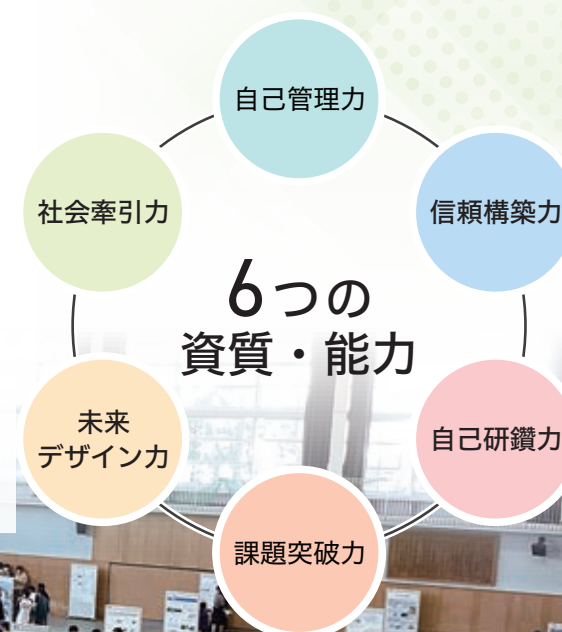 自己管理力
社会牽引力
信頼構築力
6つの
資質・能力
未来
デザイン力
自己研鑽力
課題突破力